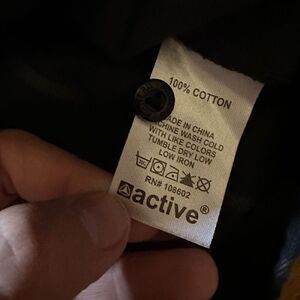 100% COTTON
MADE IN CHINA
MACHINE WASH COLD
WITH LIKE COLORS
TUMBLE DRY LOW
LOW IRON
RN# 108602
active®